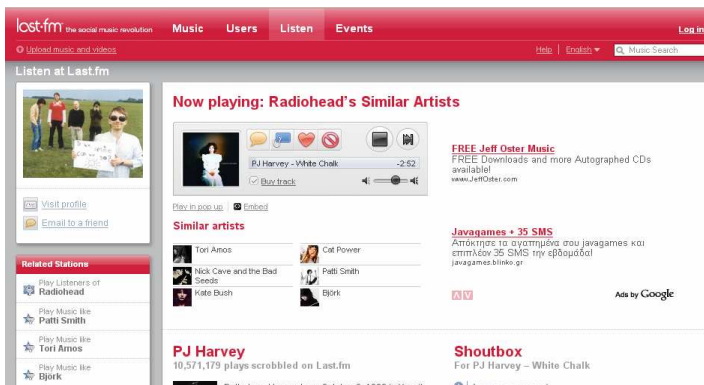 last·fm the social music revolution
Music Users Listen Events
Log in
Upload music and videos
Help English Music Search
Listen at Last.fm
Now playing: Radiohead's Similar Artists
PJ Harvey - White Chalk -2:52
Buy track
Play in pop up Embed
Similar artists
Tori Amos
Cat Power
Nick Cave and the Bad
Seeds
Patti Smith
Kate Bush
Björk
Visit profile
Email to a friend
Related Stations
Play Listeners of
Radiohead
Play Music like
Patti Smith
Play Music like
Tori Amos
Play Music like
Björk
FREE Jeff Oster Music
FREE Downloads and more Autographed CDs
available!
www.JeffOster.com
Javagames + 35 SMS
Απόκτησε τα αγαπημένα σου javagames και
επιπλέον 35 SMS την εβδομάδα!
javagames.blinko.gr
Ads by Google
PJ Harvey
10,571,179 plays scrobbled on Last.fm
Shoutbox
For PJ Harvey – White Chalk